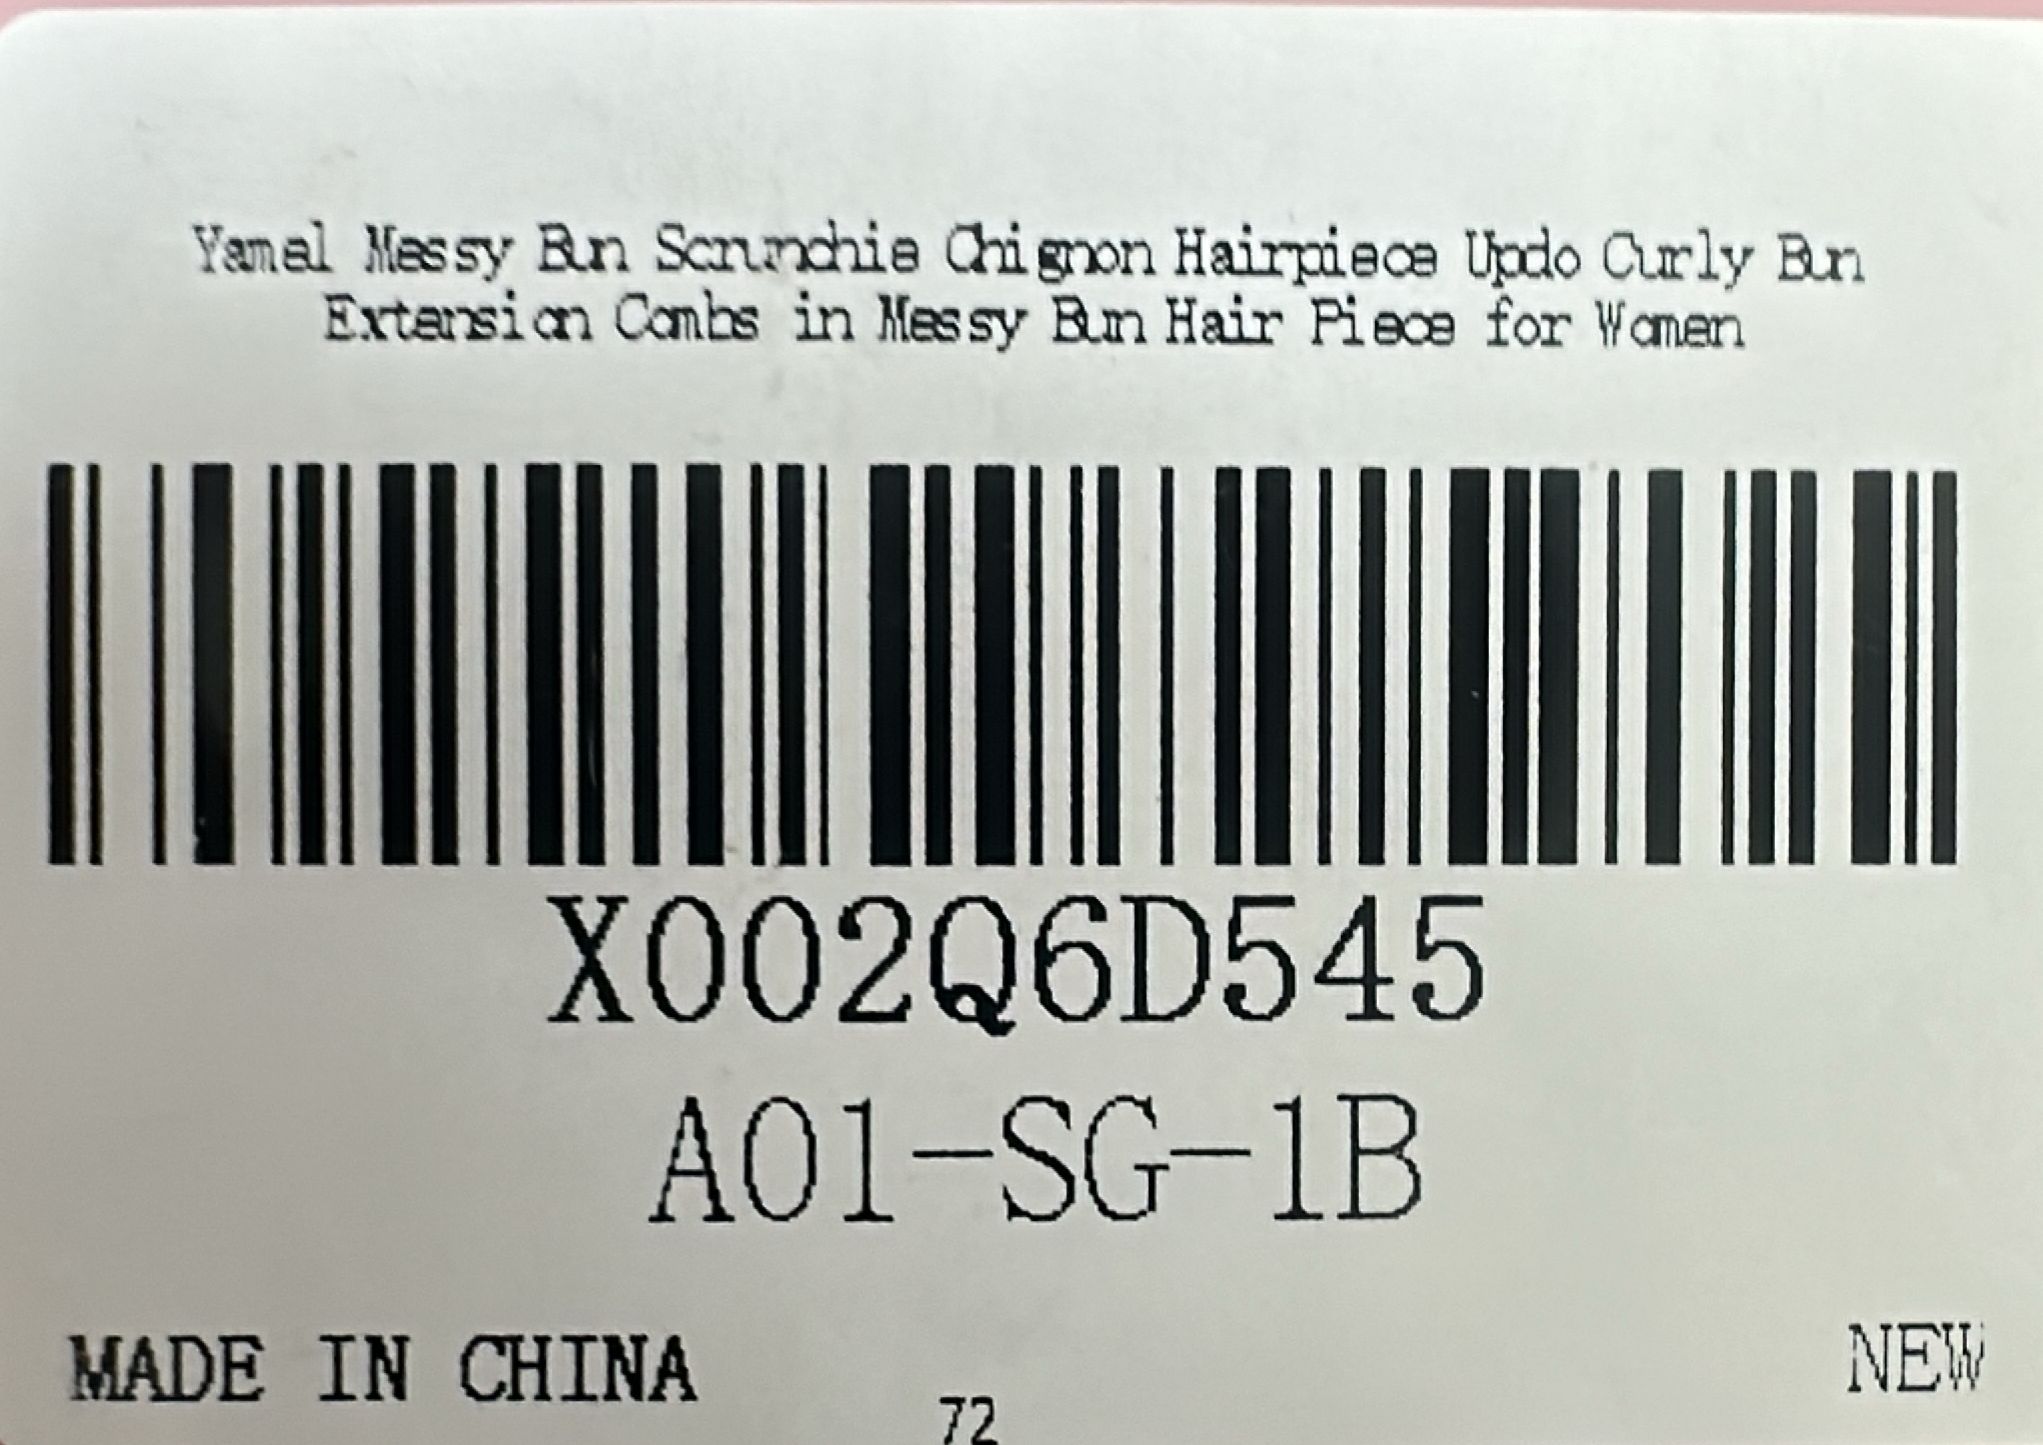 Yamel Messy Bun Scrunchie Chignon Hairpiece Updo Curly Bun
Extension Combs in Messy Bun Hair Piece for Women
X002Q6D545
A01-SG-1B
MADE IN CHINA
NEW
72